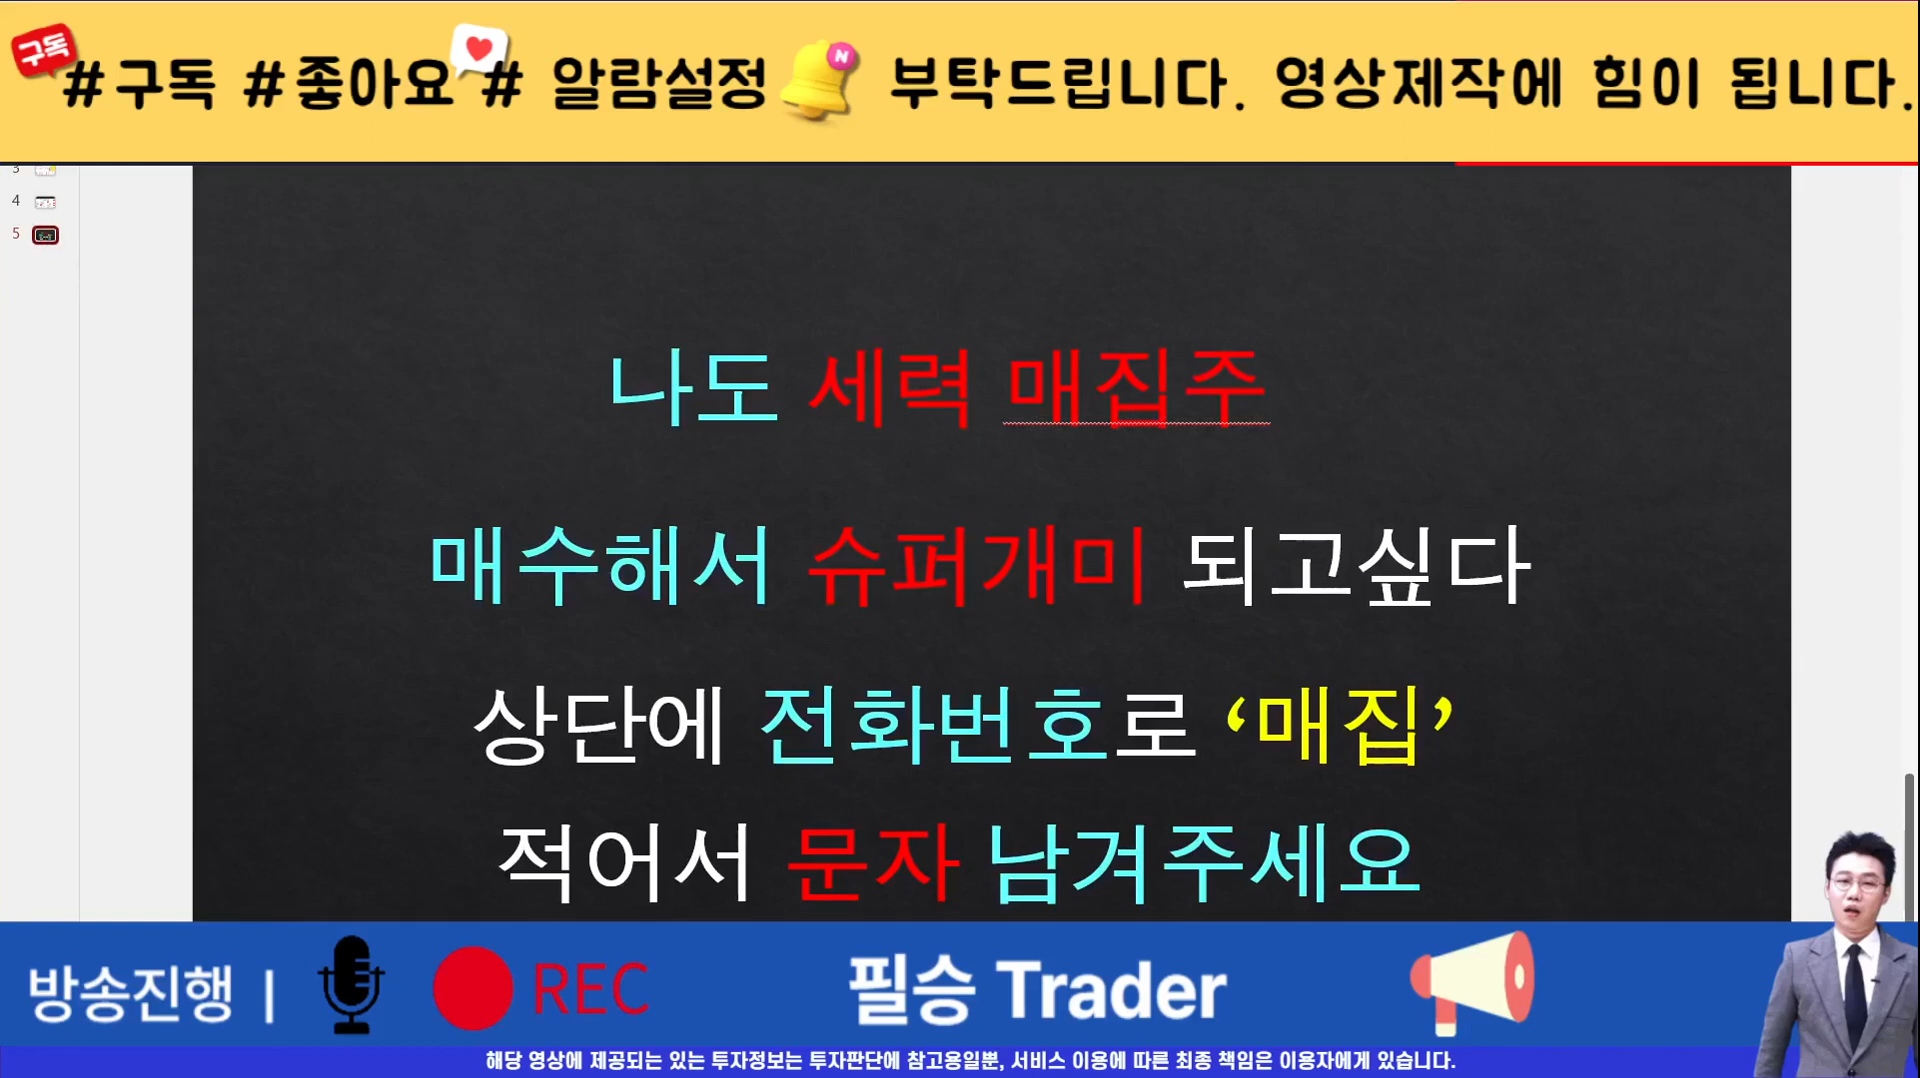 구독
#구독 #좋아요 # 알람설정 N 부탁드립니다. 영상제작에 힘이 됩니다.
3
4
5
나도 세력 매집주
매수해서 슈퍼개미 되고싶다
상단에 전화번호로 ‘매집’
적어서 문자 남겨주세요
방송진행 | REC 필승 Trader
해당 영상에 제공되는 있는 투자정보는 투자판단에 참고용일뿐, 서비스 이용에 따른 최종 책임은 이용자에게 있습니다.